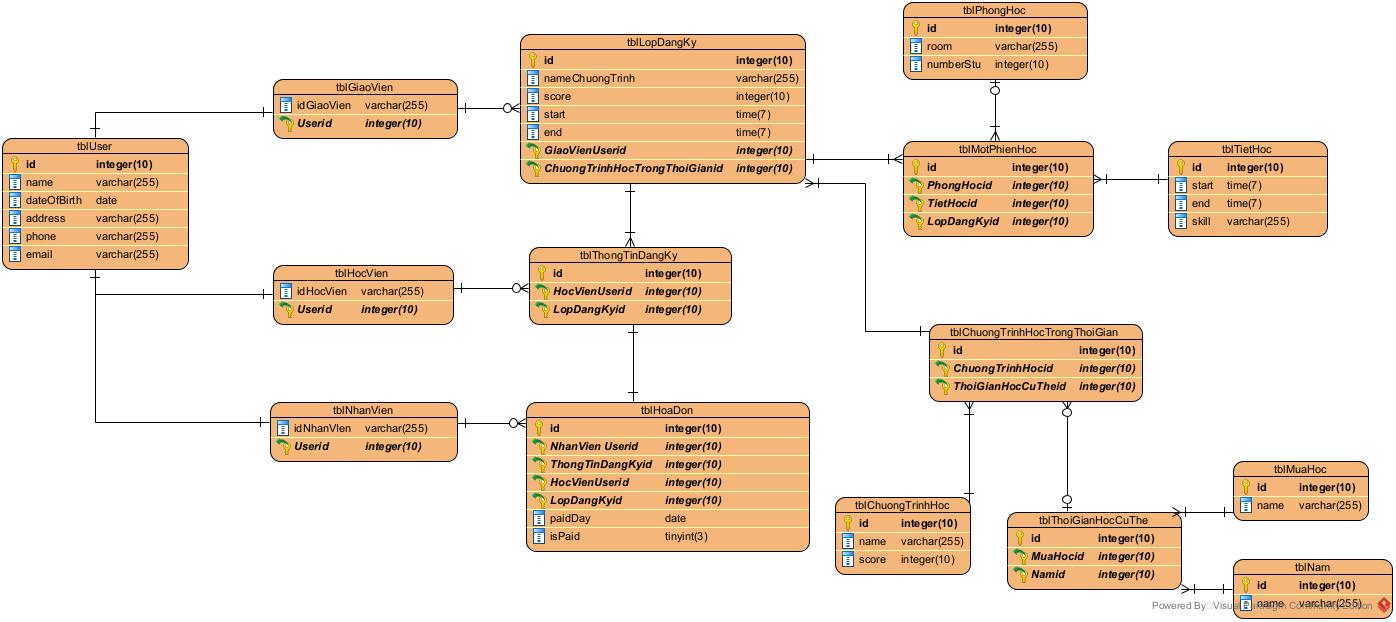 tblUser
id integer(10)
name varchar(255)
dateOfBirth date
address varchar(255)
phone varchar(255)
email varchar(255)
tblGiaoVien
idGiaoVien varchar(255)
Userid integer(10)
tblHocVien
idHocVien varchar(255)
Userid integer(10)
tblNhanVien
idNhanVIen varchar(255)
Userid integer(10)
tblLopDangKy
id integer(10)
nameChuongTrinh varchar(255)
score integer(10)
start time(7)
end time(7)
GiaoVienUserid integer(10)
ChuongTrinhHocTrongThoiGianid integer(10)
tblThongTinDangKy
id integer(10)
HocVienUserid integer(10)
LopDangKyid integer(10)
tblHoaDon
id integer(10)
NhanVien Userid integer(10)
ThongTinDangKyid integer(10)
HocVienUserid integer(10)
LopDangKyid integer(10)
paidDay date
isPaid tinyint(3)
tblPhongHoc
id integer(10)
room varchar(255)
numberStu integer(10)
tblMotPhienHoc
id integer(10)
PhongHocid integer(10)
TietHocid integer(10)
LopDangKyid integer(10)
tblTietHoc
id integer(10)
start time(7)
end time(7)
skill varchar(255)
tblChuongTrinhHocTrongThoiGian
id integer(10)
ChuongTrinhHocid integer(10)
ThoiGianHocCuTheid integer(10)
tblChuongTrinhHoc
id integer(10)
name varchar(255)
score integer(10)
tblThoiGianHocCuThe
id integer(10)
MuaHocid integer(10)
Namid integer(10)
tblMuaHoc
id integer(10)
name varchar(255)
tblNam
id integer(10)
name varchar(255)
Powered By Visual Paradigm Community Edition